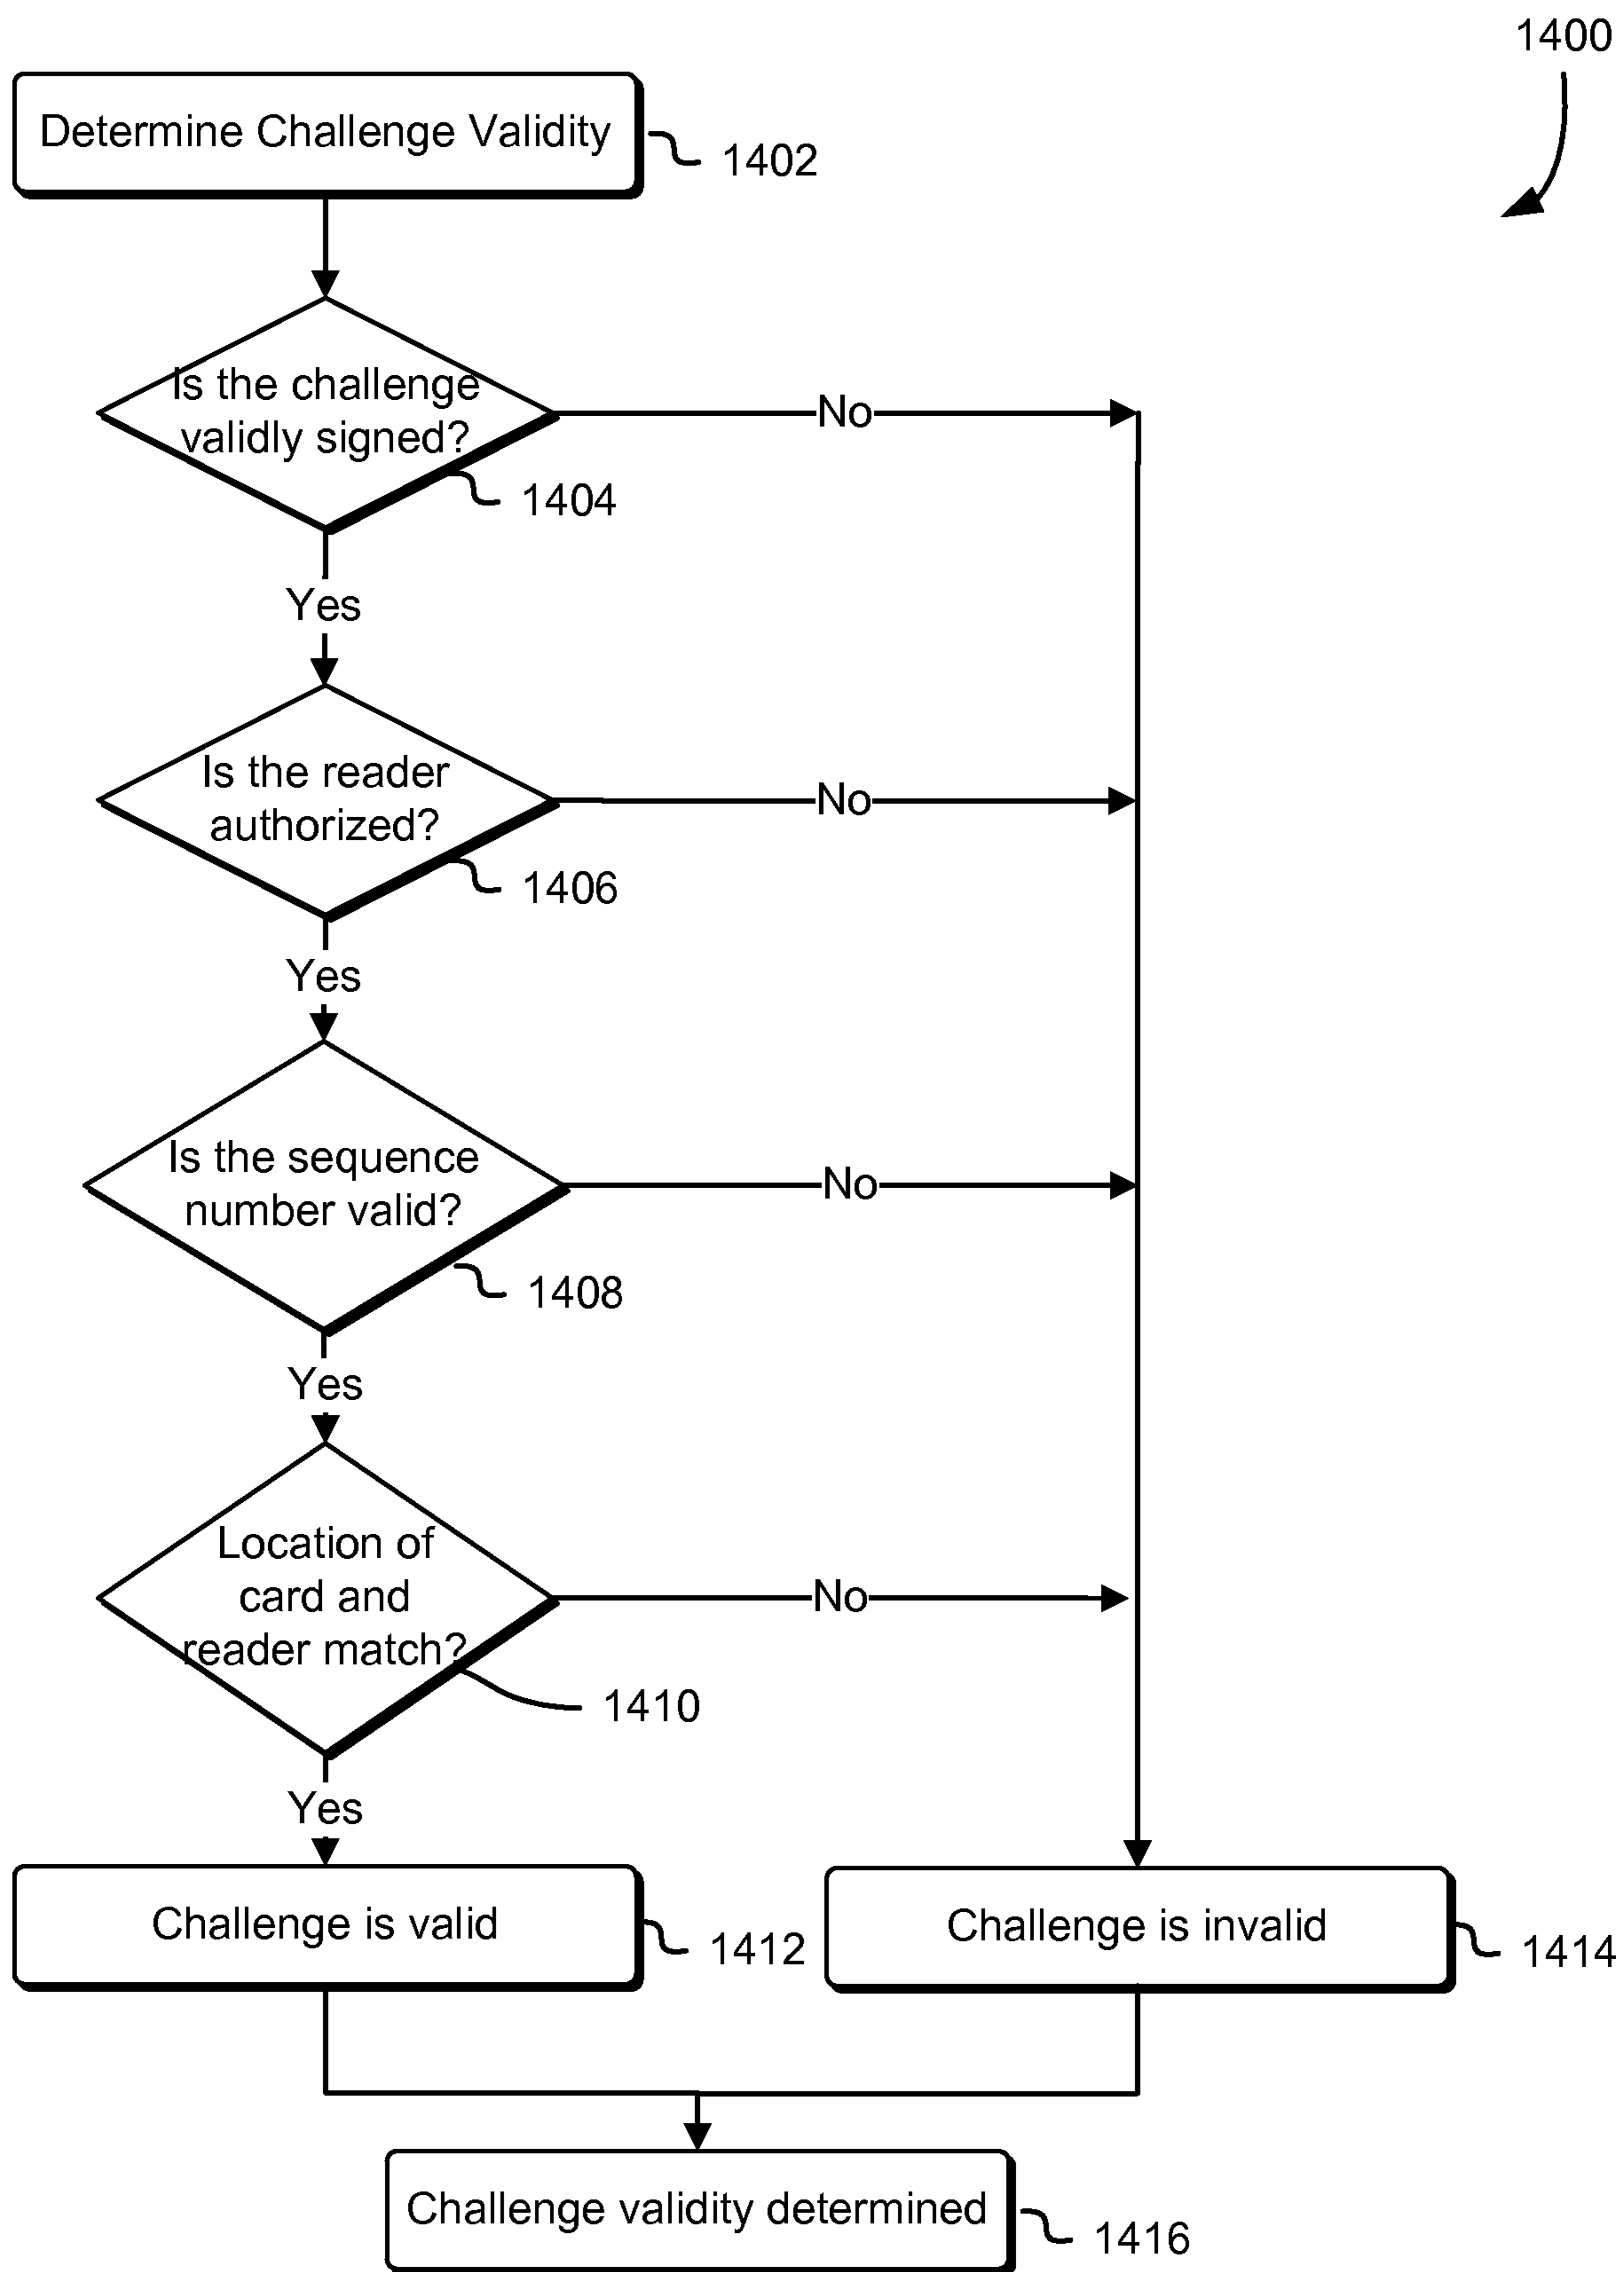 1400
Determine Challenge Validity
1402
Is the challenge
validly signed?
No
1404
Yes
Is the reader
authorized?
No
1406
Yes
Is the sequence
number valid?
No
1408
Yes
Location of
card and
reader match?
No
1410
Yes
Challenge is valid
1412
Challenge is invalid
1414
Challenge validity determined
1416